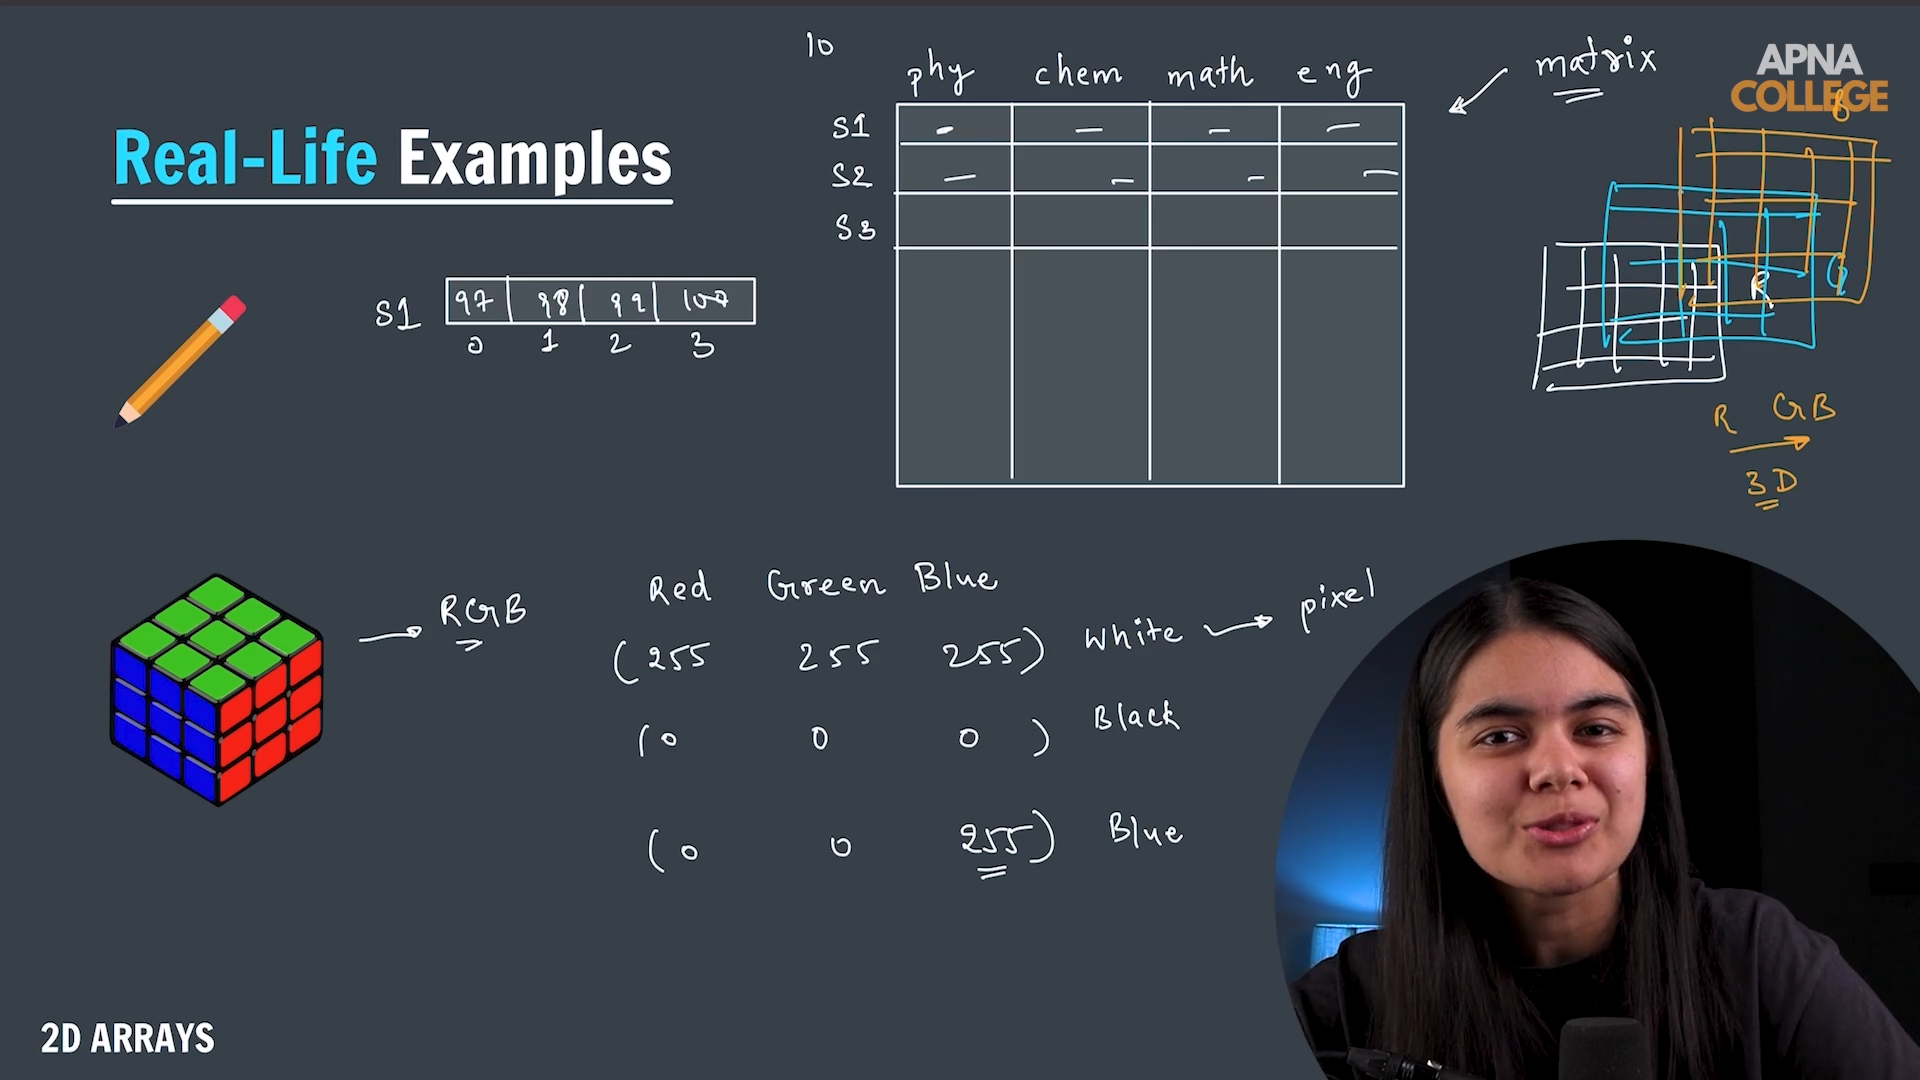 10
phy chem math eng
matrix
APNA
COLLEGE
B
Real-Life Examples
S1
S2
S3
S1 97 98 99 100
0 1 2 3
R
G
R GB
3D
RGB
Red Green Blue
(255 255 255) White
pixel
(0 0 0) Black
(0 0 255) Blue
2D ARRAYS